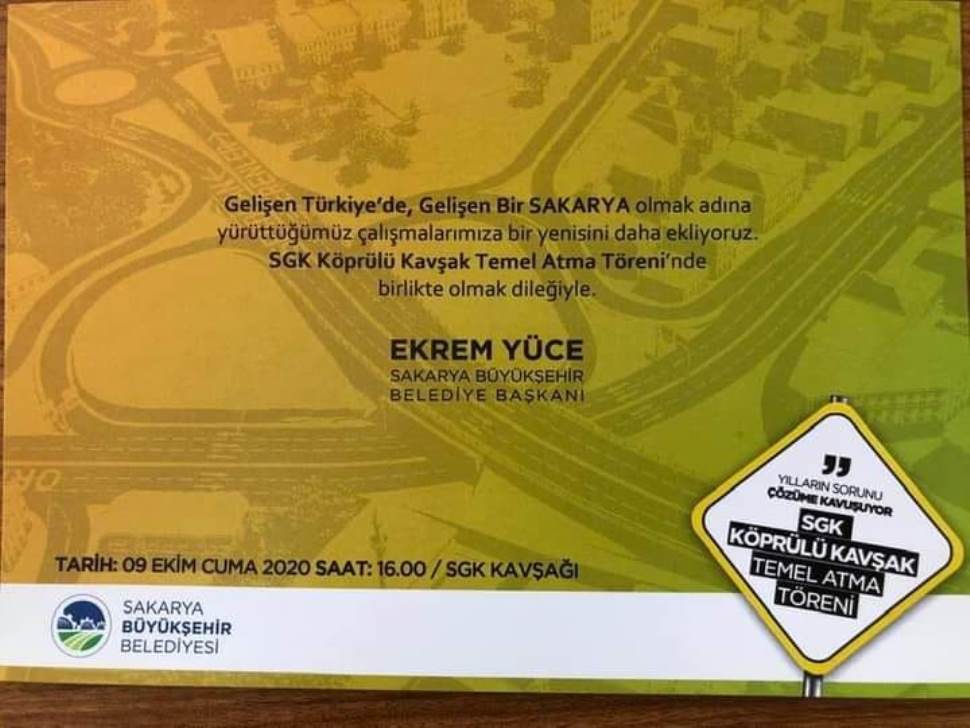 Gelişen Türkiye'de, Gelişen Bir SAKARYA olmak adına
yürüttüğümüz çalışmalarımıza bir yenisini daha ekliyoruz.
SGK Köprülü Kavşak Temel Atma Töreni'nde
birlikte olmak dileğiyle.
EKREM YÜCE
SAKARYA BÜYÜKŞEHİR
BELEDİYE BAŞKANI
YILLARIN SORUNU
ÇÖZÜME KAVUŞUYOR
SGK
KÖPRÜLÜ KAVŞAK
TEMEL ATMA
TÖRENİ
TARİH: 09 EKİM CUMA 2020 SAAT: 16.00 / SGK KAVŞAĞI
SAKARYA
BÜYÜKŞEHİR
BELEDİYESİ